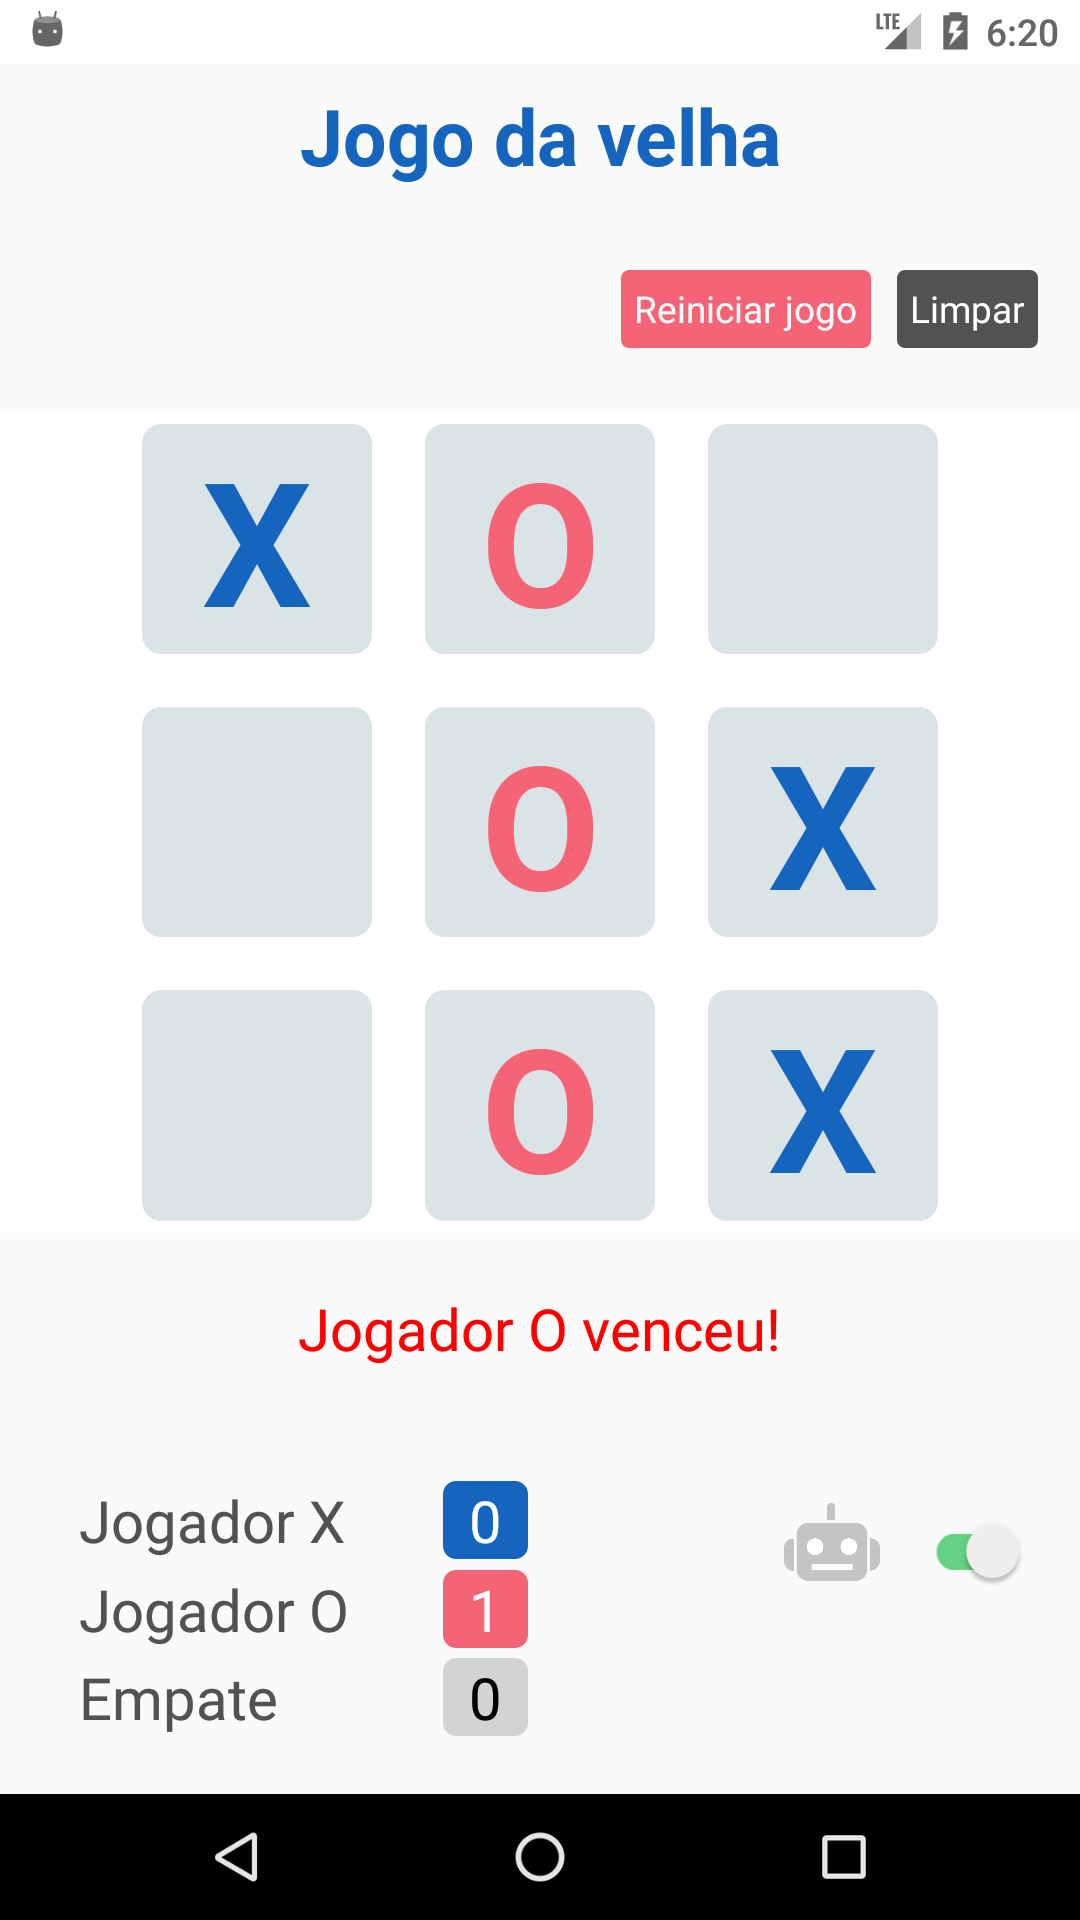 LTE 6:20
Jogo da velha
Reiniciar jogo Limpar
X O
O X
O X
Jogador O venceu!
Jogador X 0
Jogador O 1
Empate 0